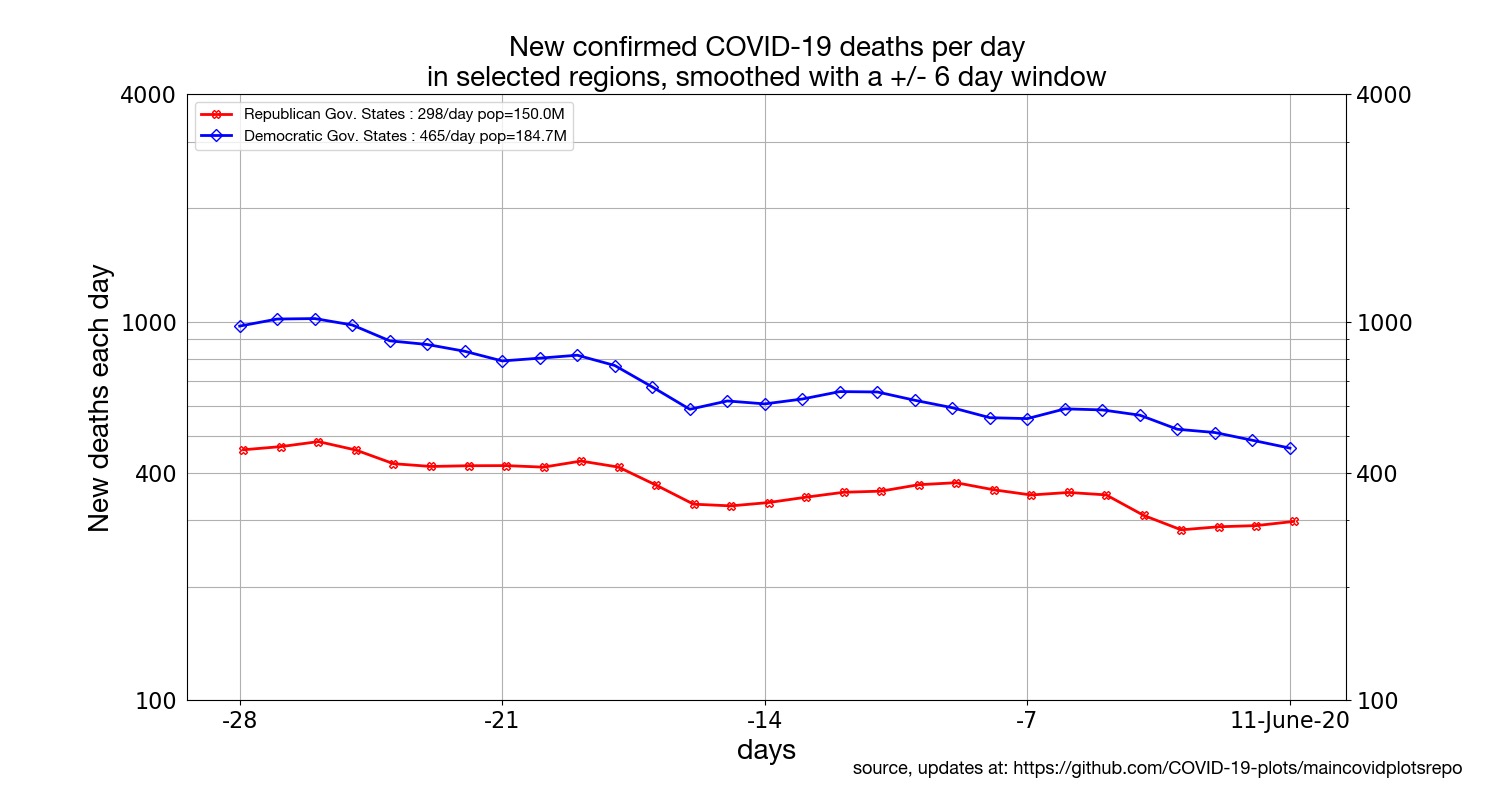 New confirmed COVID-19 deaths per day
in selected regions, smoothed with a +/- 6 day window
4000
4000
Republican Gov. States : 298/day pop=150.0M
Democratic Gov. States : 465/day pop=184.7M
New deaths each day
1000
1000
400
400
100
100
-28
-21
-14
-7
11-June-20
days
source, updates at: https://github.com/COVID-19-plots/maincovidplotsrepo